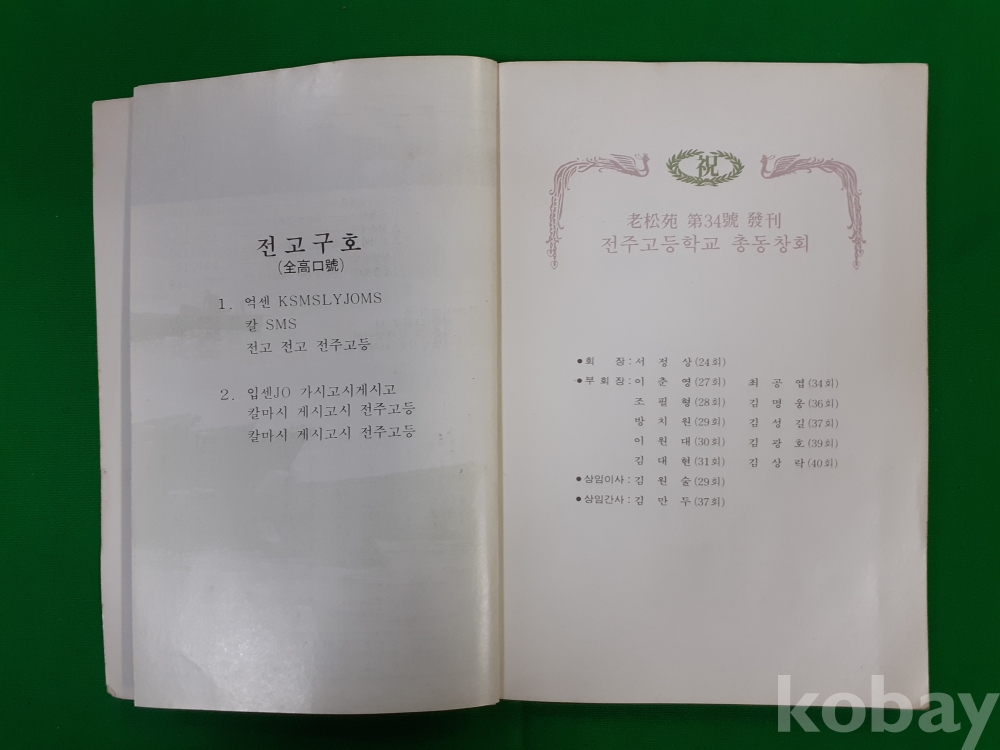 전고구호
(全高口號)
1. 역센 KSMSLYJOMS
칼 SMS
전고 전고 전주고등
2. 입센JO 가시고시게시고
칼마시 게시고시 전주고등
칼마시 게시고시 전주고등
祝
老松苑 第34號 發刊
전주고등학교 총동창회
●회 장 : 서 정 상 (24회)
●부 회 장 : 이 춘 영 (27회) 최 공 엽 (34회)
조 필 형 (28회) 김 명 웅 (36회)
방 치 원 (29회) 김 성 길 (37회)
이 원 대 (30회) 김 광 호 (39회)
김 대 현 (31회) 김 상 락 (40회)
●상임이사 : 김 원 술 (29회)
●상임간사 : 김 만 두 (37회)
kobay